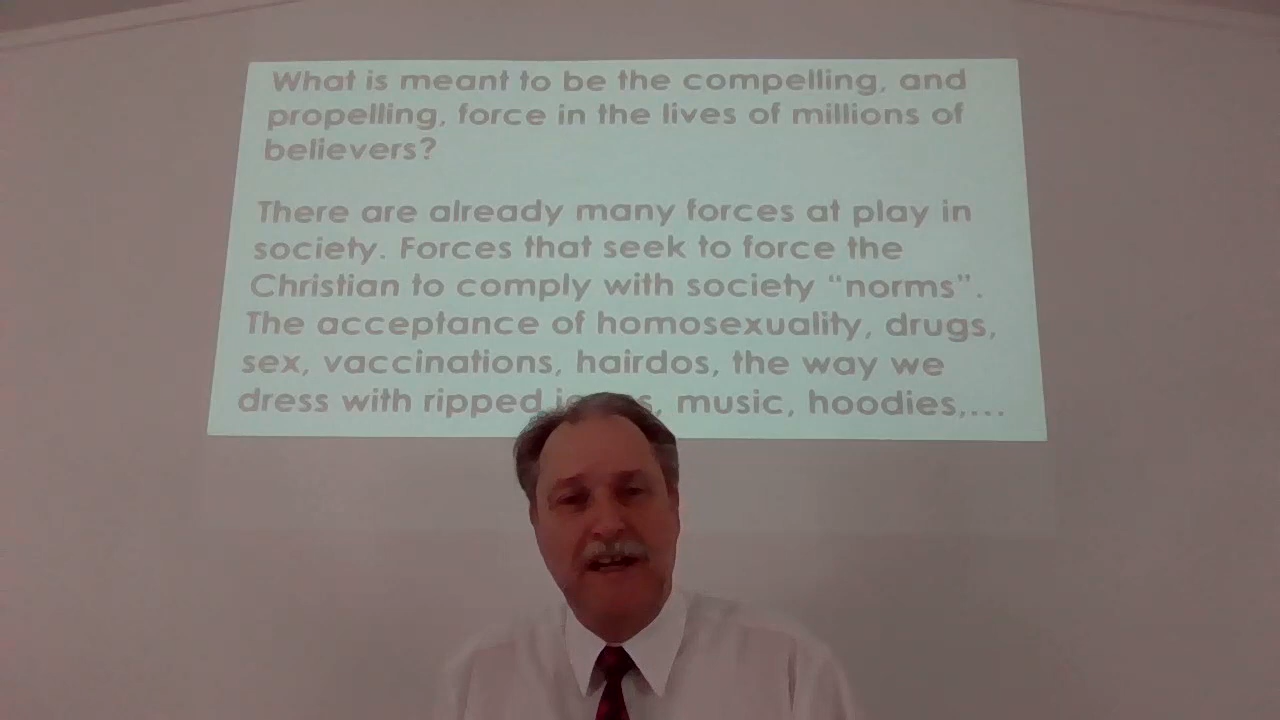 What is meant to be the compelling, and
propelling, force in the lives of millions of
believers?
There are already many forces at play in
society. Forces that seek to force the
Christian to comply with society “norms”.
The acceptance of homosexuality, drugs,
sex, vaccinations, hairdos, the way we
dress with ripped music, hoodies,...